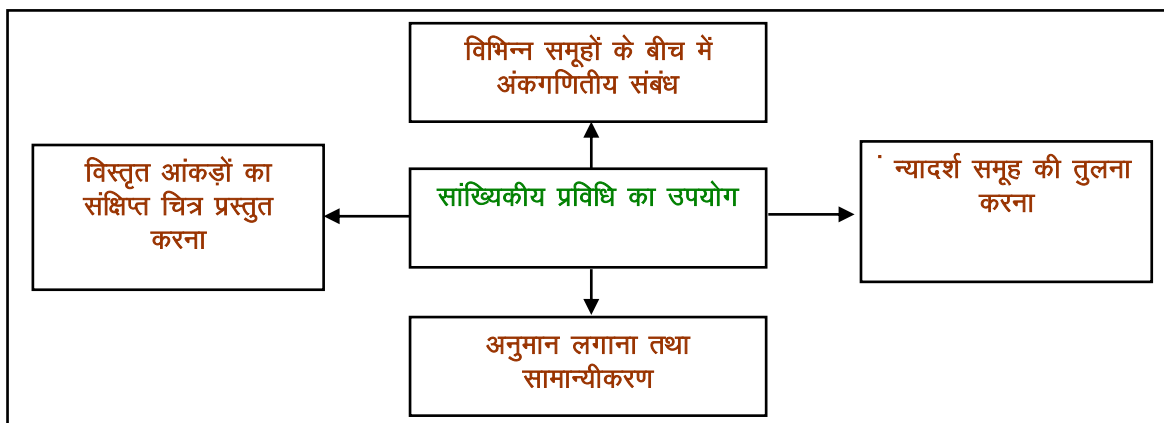 विभिन्न समूहों के बीच में
अंकगणितीय संबंध
विस्तृत आंकड़ों का
संक्षिप्त चित्र प्रस्तुत
करना
सांख्यिकीय प्रविधि का उपयोग
न्यादर्श समूह की तुलना
करना
अनुमान लगाना तथा
सामान्यीकरण